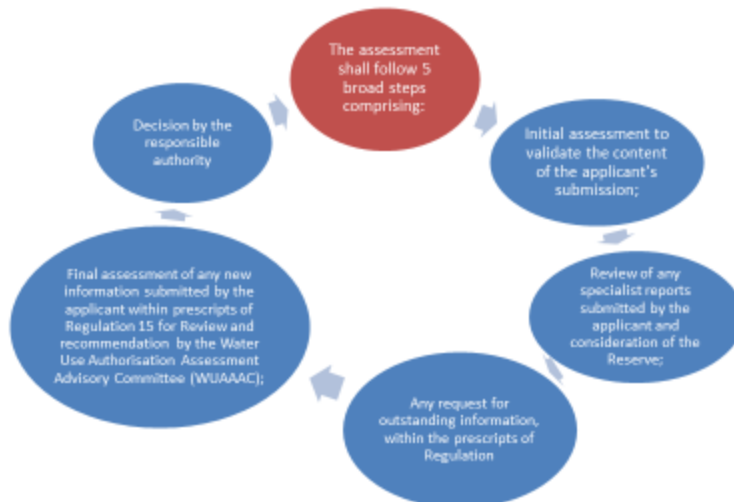 The assessment
shall follow 5
broad steps
comprising:
Initial assessment to
validate the content
of the applicant's
submission;
Review of any
specialist reports
submitted by the
applicant and
consideration of the
Reserve;
Any request for
outstanding information,
within the prescripts of
Regulation
Final assessment of any new
information submitted by the
applicant within prescripts of
Regulation 15 for Review and
recommendation by the Water
Use Authorisation Assessment
Advisory Committee (WUAAAC);
Decision by the
responsible
authority